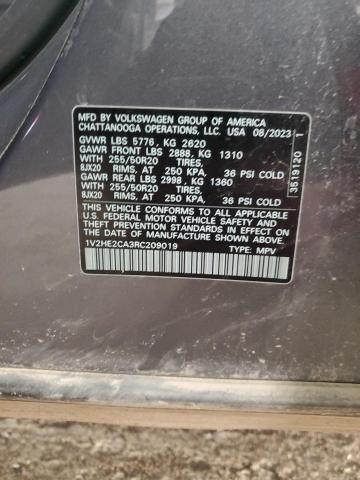 MFD BY VOLKSWAGEN GROUP OF AMERICA
CHATTANOOGA OPERATIONS, LLC. USA 08/2023
GVWR LBS 5776, KG 2620
GAWR FRONT LBS 2888, KG 1310
WITH 255/50R20 TIRES,
8JX20 RIMS, AT 250 KPA, 36 PSI COLD
GAWR REAR LBS 2998, KG 1360
WITH 255/50R20 TIRES,
8JX20 RIMS, AT 250 KPA, 36 PSI COLD
THIS VEHICLE CONFORMS TO ALL APPLICABLE
U.S. FEDERAL MOTOR VEHICLE SAFETY AND
THEFT PREVENTION STANDARDS IN EFFECT ON
THE DATE OF MANUFACTURE SHOWN ABOVE.
1V2HE2CA3RC209019 TYPE: MPV
3519120 1